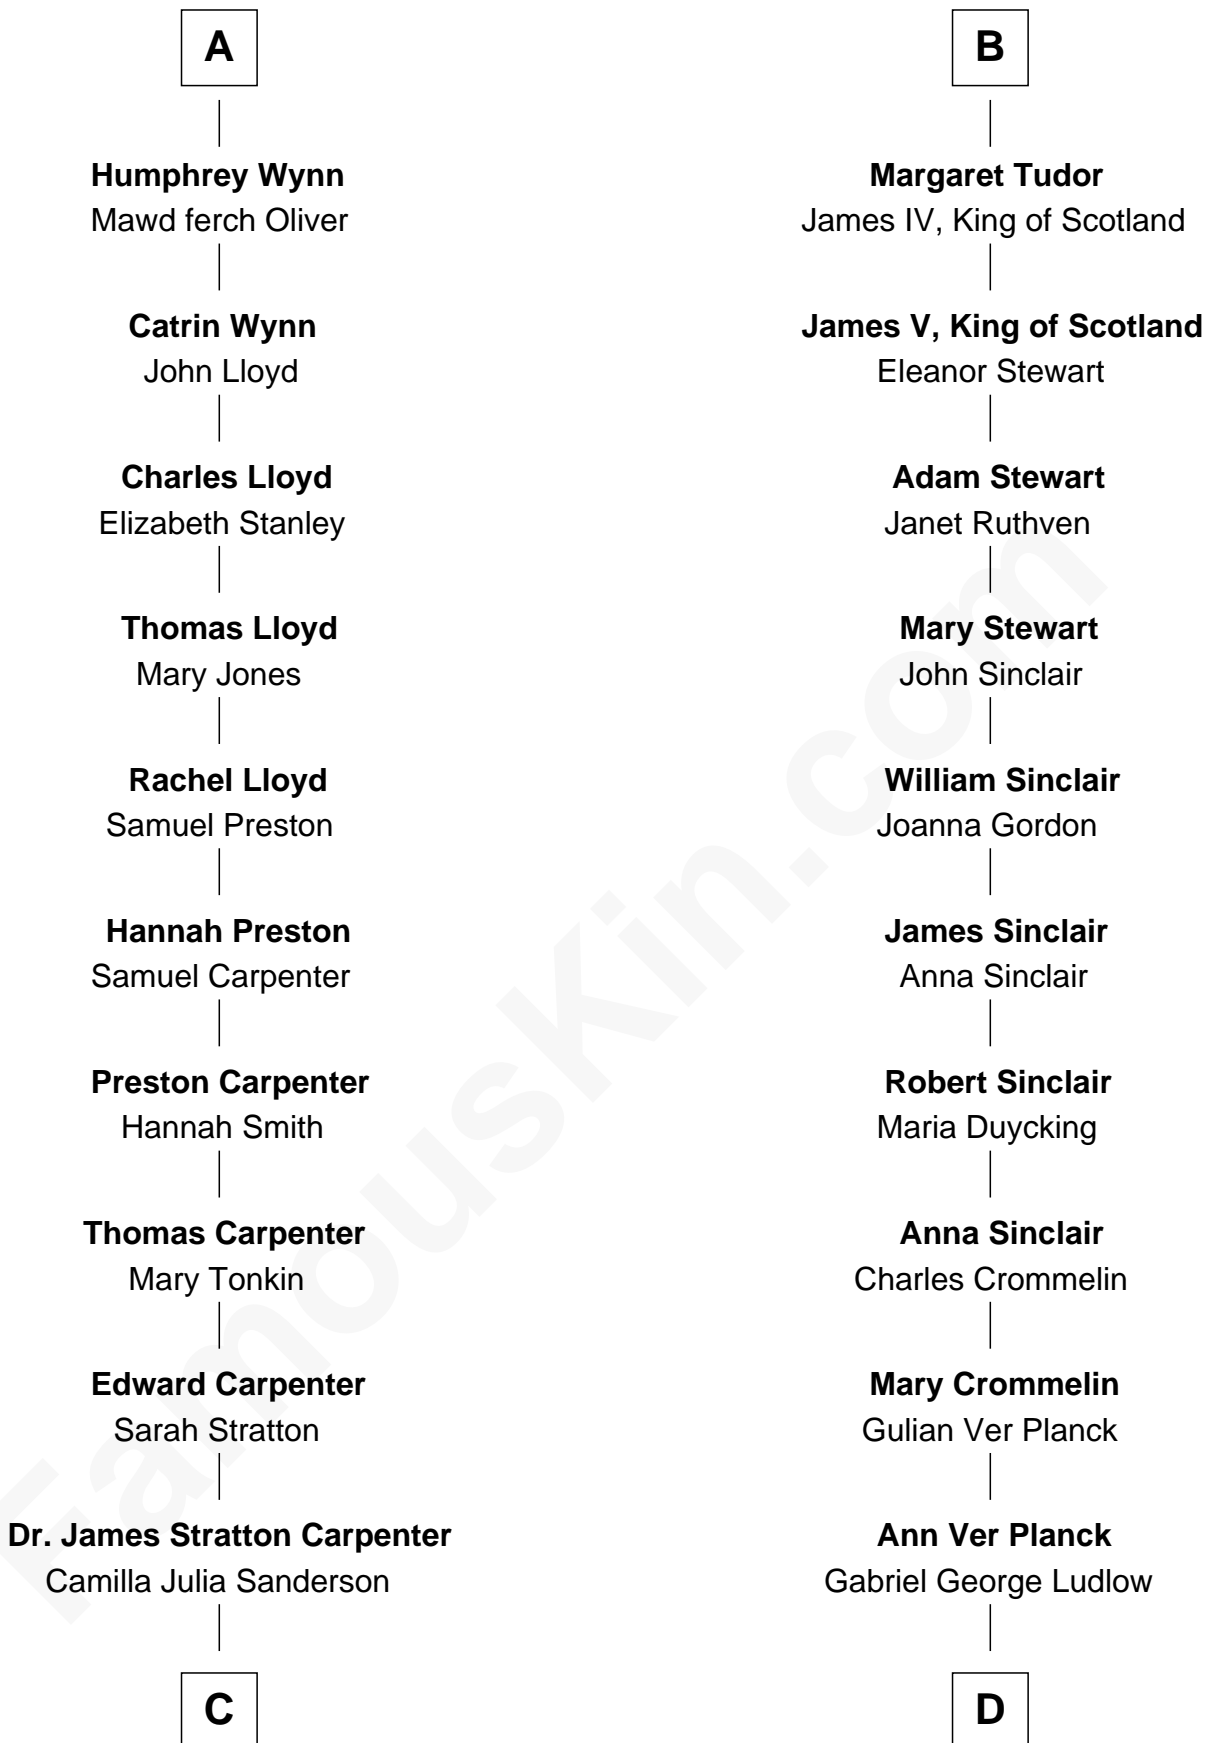 A
Humphrey Wynn
Mawd ferch Oliver
Catrin Wynn
John Lloyd
Charles Lloyd
Elizabeth Stanley
Thomas Lloyd
Mary Jones
Rachel Lloyd
Samuel Preston
Hannah Preston
Samuel Carpenter
Preston Carpenter
Hannah Smith
Thomas Carpenter
Mary Tonkin
Edward Carpenter
Sarah Stratton
Dr. James Stratton Carpenter
Camilla Julia Sanderson
C
B
Margaret Tudor
James IV, King of Scotland
James V, King of Scotland
Eleanor Stewart
Adam Stewart
Janet Ruthven
Mary Stewart
John Sinclair
William Sinclair
Joanna Gordon
James Sinclair
Anna Sinclair
Robert Sinclair
Maria Duycking
Anna Sinclair
Charles Crommelin
Mary Crommelin
Gulian Ver Planck
Ann Ver Planck
Gabriel George Ludlow
D
FamousKin.com